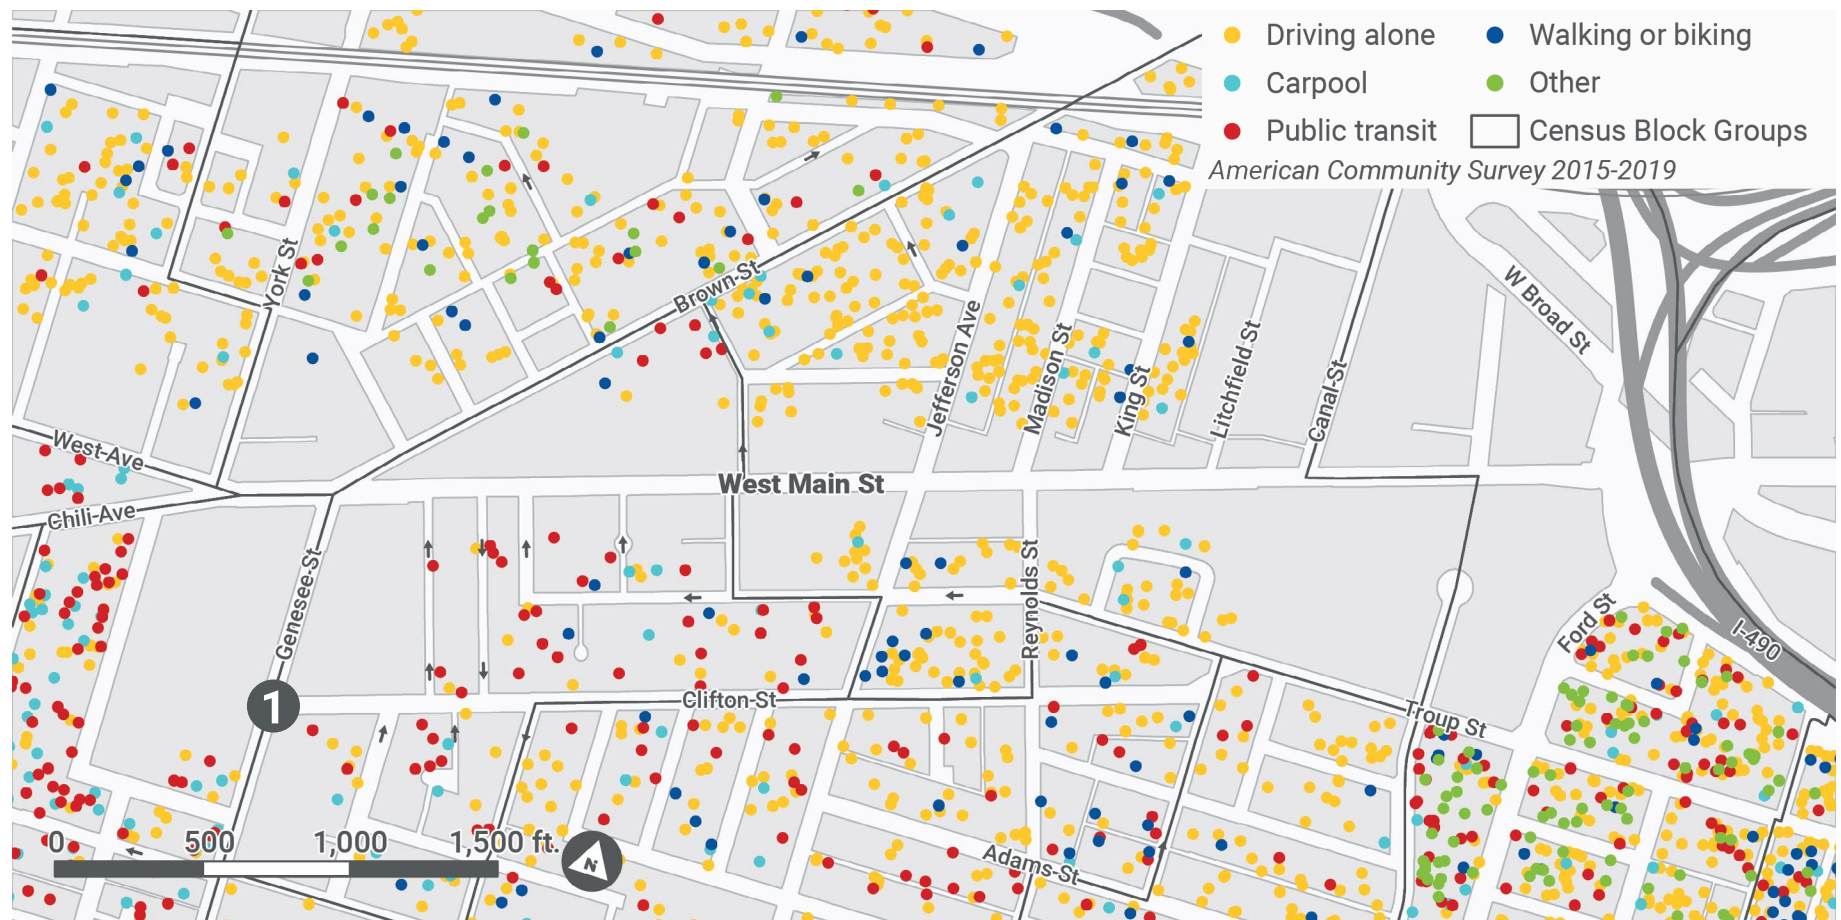 Driving alone
Walking or biking
Carpool
Other
Public transit
Census Block Groups
American Community Survey 2015-2019
York St
Brown St
Jefferson Ave
Madison St
King St
Litchfield St
Canal St
W Broad St
West Ave
Chili Ave
West Main St
Genesee St
Reynolds St
Ford St
I-490
1
Clifton St
Troup St
Adams St
0
500
1,000
1,500 ft.
N